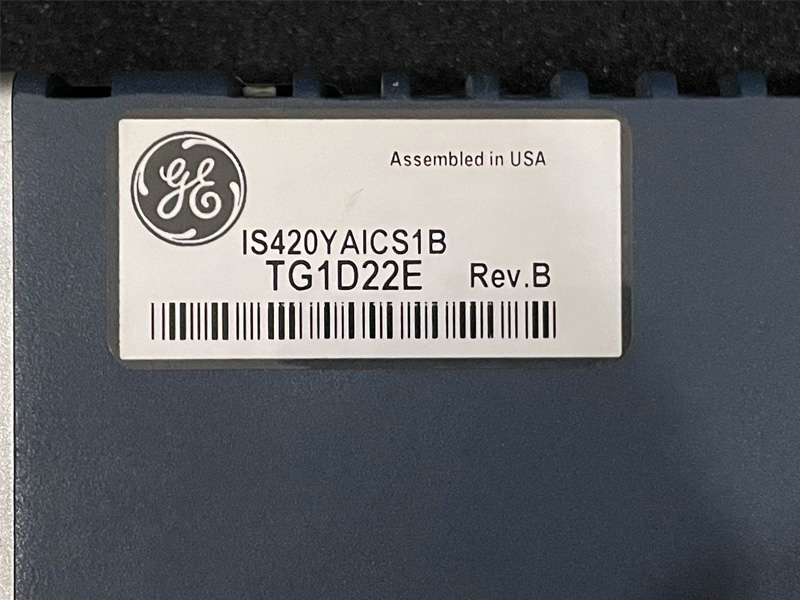 Assembled in USA
GE
IS420YAICS1B
TG1D22E Rev.B